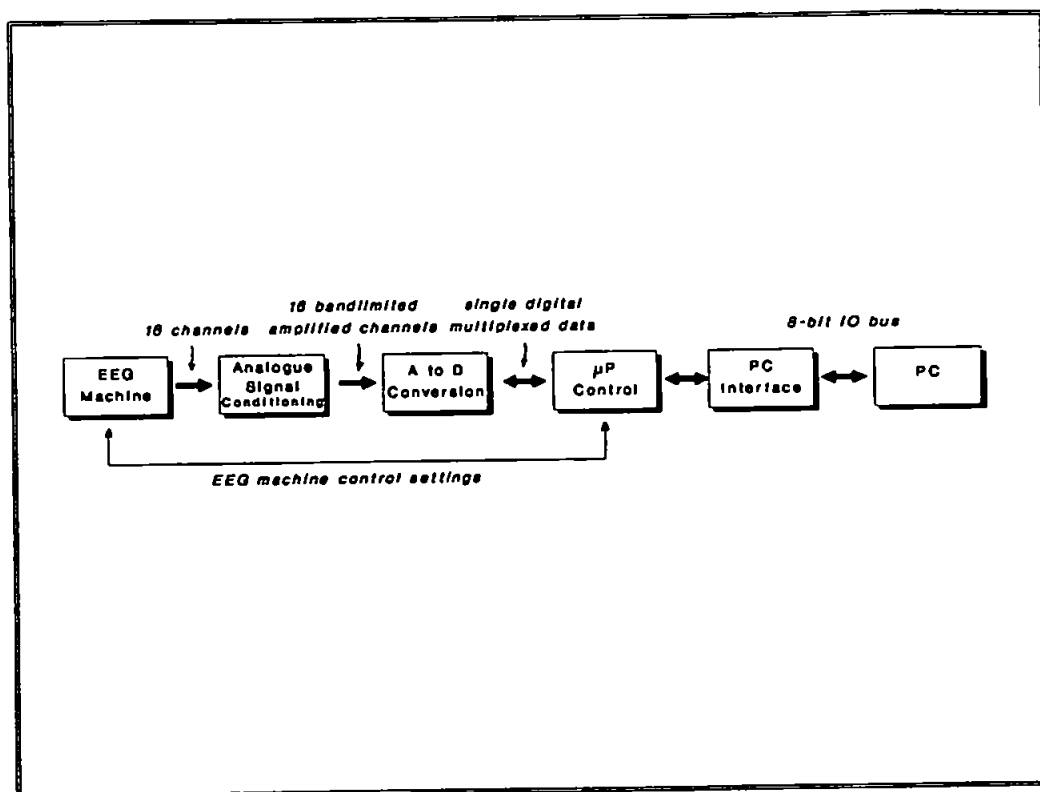 16 channels
16 bandlimited
amplified channels
single digital
multiplexed data
8-bit IO bus
EEG
Machine
Analogue
Signal
Conditioning
A to D
Conversion
µP
Control
PC
Interface
PC
EEG machine control settings